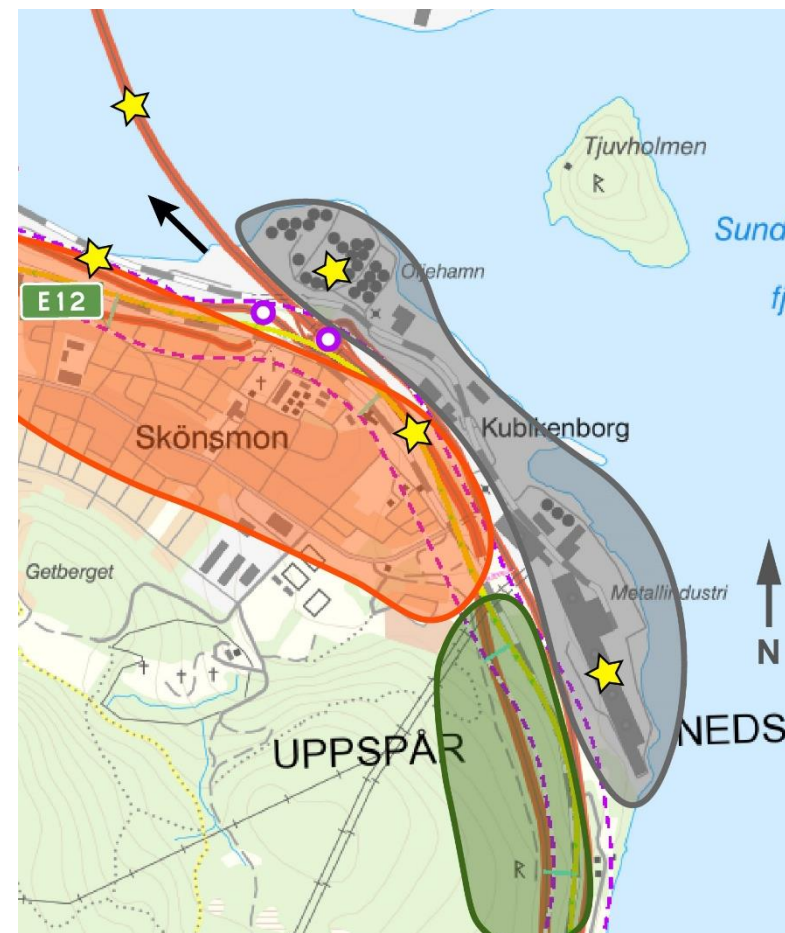 Tjuvholmen
R
Sund
fj
Oljehamn
E12
Skönsmon
Kubikenborg
Getberget
Metallindustri
N
UPPSPÅR
NEDS
R